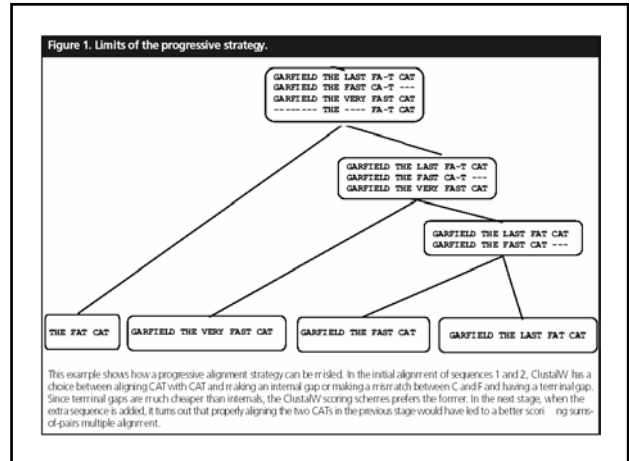 Figure 1. Limits of the progressive strategy.
GARFIELD THE LAST FA-T CAT
GARFIELD THE FAST CA-T ---
GARFIELD THE VERY FAST CAT
-------- THE ---- FA-T CAT
GARFIELD THE LAST FA-T CAT
GARFIELD THE FAST CA-T ---
GARFIELD THE VERY FAST CAT
GARFIELD THE LAST FAT CAT
GARFIELD THE FAST CAT ---
THE FAT CAT
GARFIELD THE VERY FAST CAT
GARFIELD THE FAST CAT
GARFIELD THE LAST FAT CAT
This example shows how a progressive alignment strategy can be misled. In the initial alignment of sequences 1 and 2, ClustalW has a
choice between aligning CAT with CAT and making an internal gap or making a mismatch between C and F and having a terminal gap.
Since terminal gaps are much cheaper than internals, the ClustalW scoring schemes prefers the former. In the next stage, when the
extra sequence is added, it turns out that properly aligning the two CATs in the previous stage would have led to a better scori ng sums-
of-pairs multiple alignment.